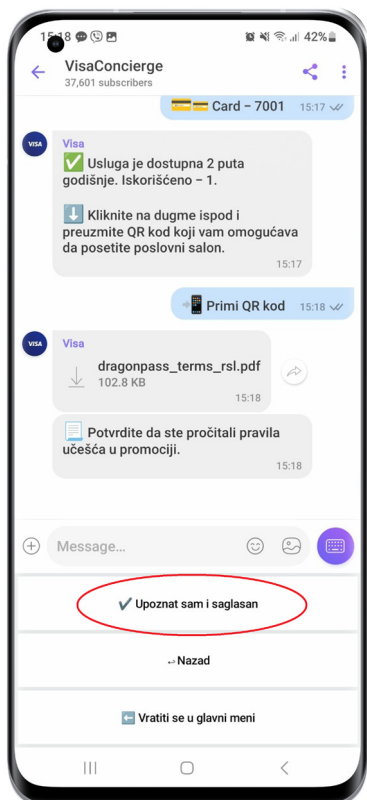 15:18
42%
VisaConcierge
37,601 subscribers
Card – 7001 15:17
VISA
Visa
Usluga je dostupna 2 puta
godišnje. Iskorišćeno – 1.
Kliknite na dugme ispod i
preuzmite QR kod koji vam omogućava
da posetite poslovni salon.
15:17
Primi QR kod 15:18
VISA
Visa
dragonpass_terms_rsl.pdf
102.8 KB
15:18
Potvrdite da ste pročitali pravila
učešća u promociji.
15:18
Message...
Upoznat sam i saglasan
Nazad
Vratiti se u glavni meni